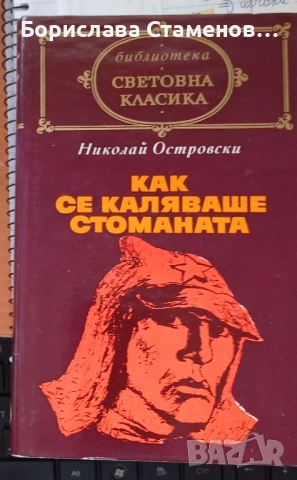 Борислава Стаменов...
библиотека
СВЕТОВНА
КЛАСИКА
Николай Островски
КАК
СЕ КАЛЯВАШЕ
СТОМАНАТА
BAZAR